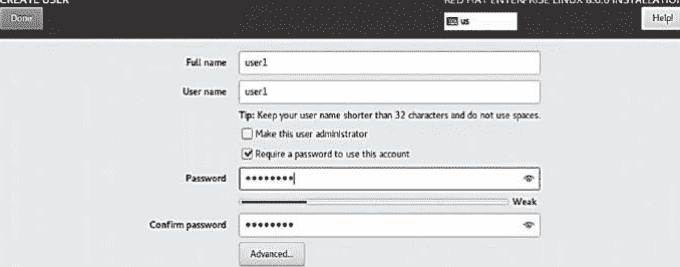 CREATE USER
RED HAT ENTERPRISE LINUX 8.0.0 INSTALLATION
Done
us
Help!
Full name
user1
User name
user1
Tip: Keep your user name shorter than 32 characters and do not use spaces.
Make this user administrator
Require a password to use this account
Password
••••••••
Weak
Confirm password
••••••••
Advanced...